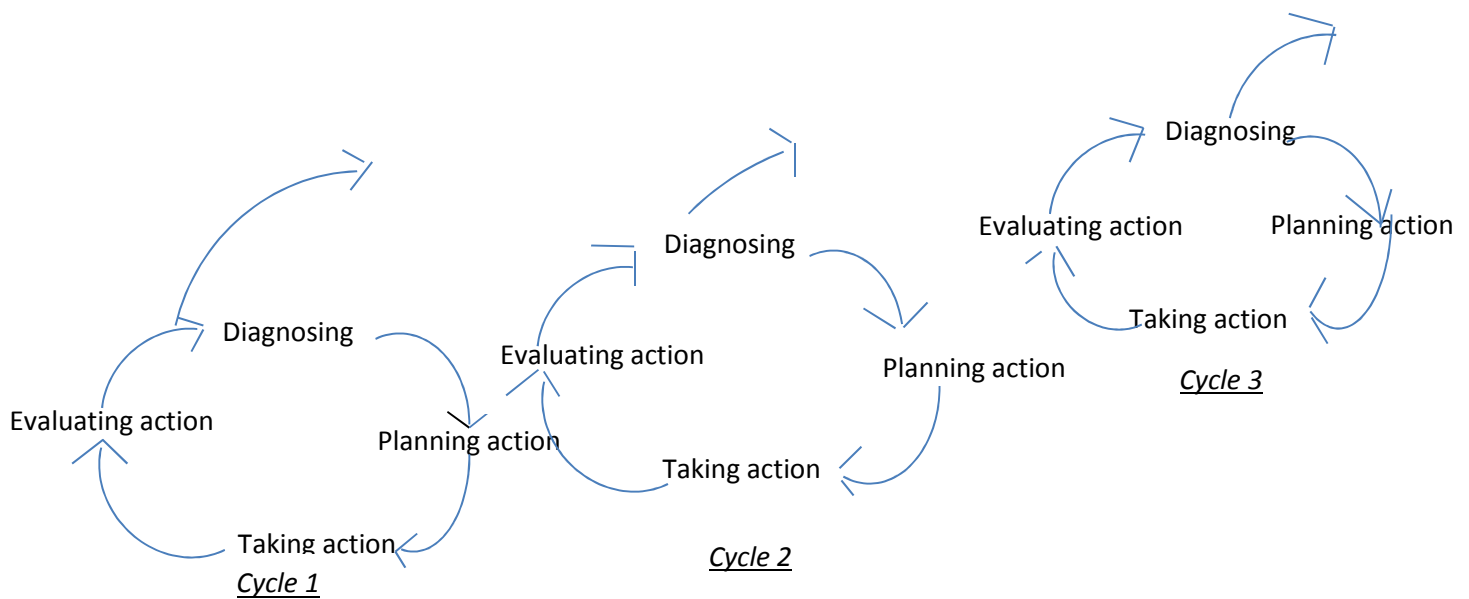 Diagnosing
Evaluating action
Planning action
Taking action
Cycle 1
Diagnosing
Evaluating action
Planning action
Taking action
Cycle 2
Diagnosing
Evaluating action
Planning action
Taking action
Cycle 3